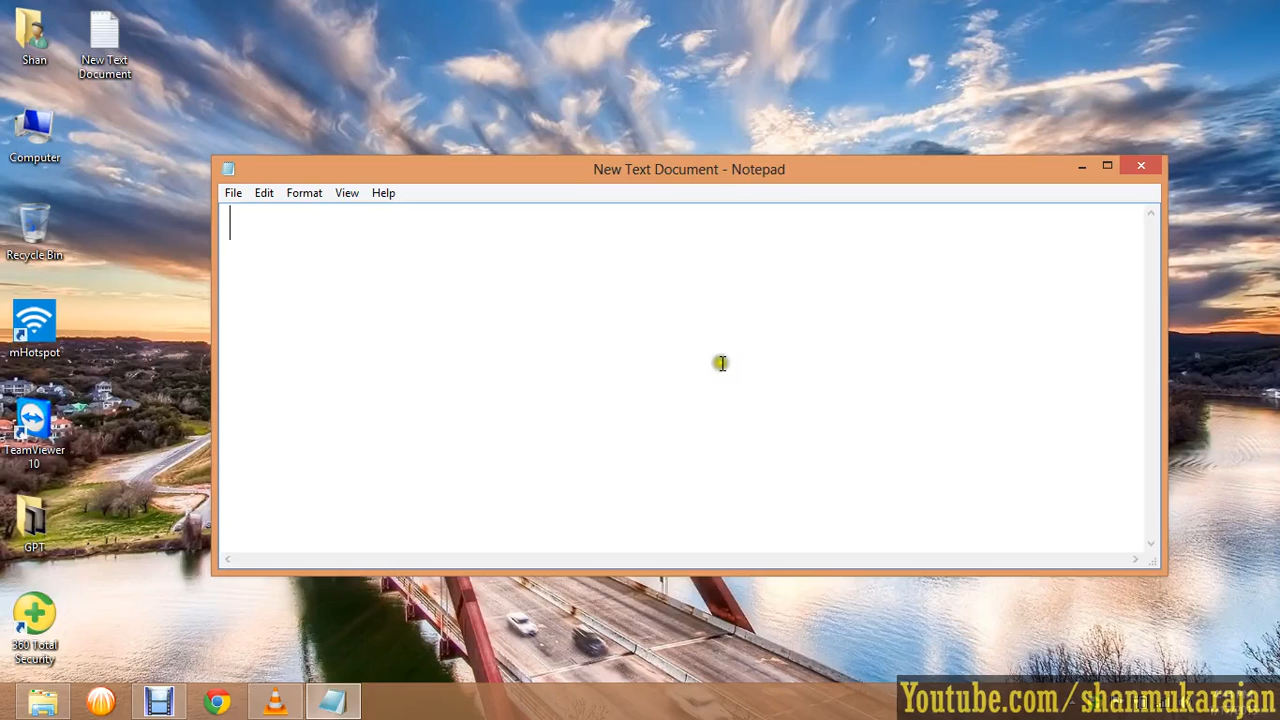 Shan
New Text
Document
Computer
Recycle Bin
mHotspot
TeamViewer
10
GPT
360 Total
Security
New Text Document - Notepad
File Edit Format View Help
Youtube.com/shanmukarajan